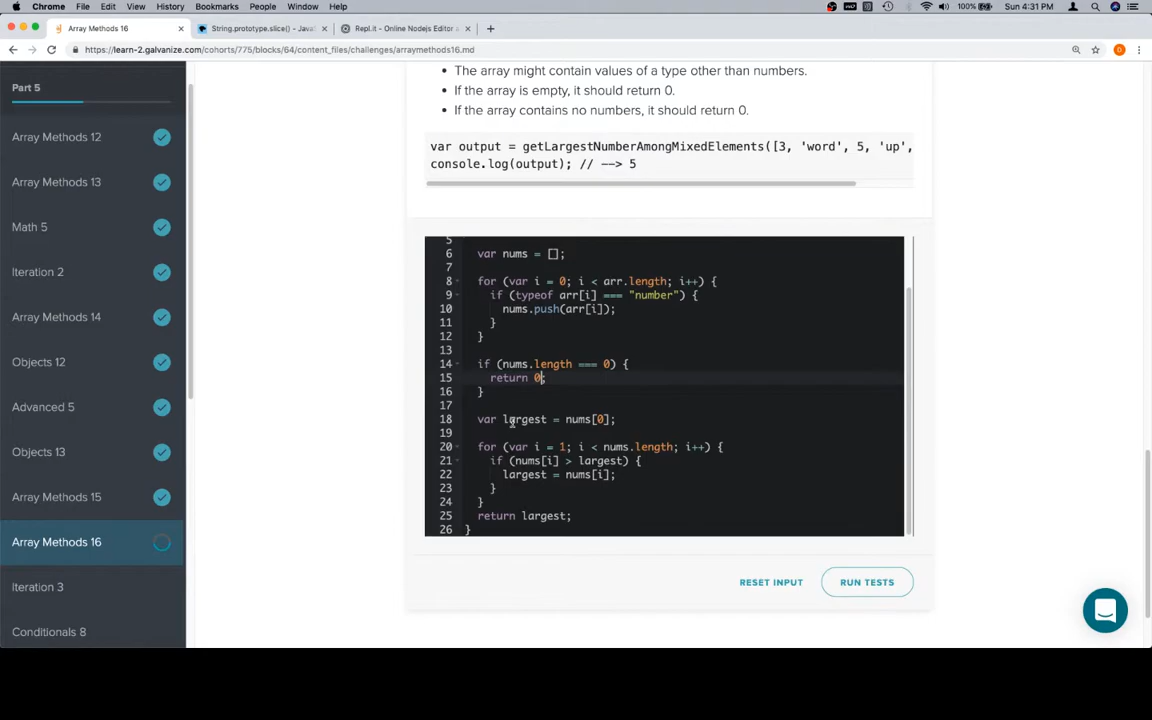 Chrome File Edit View History Bookmarks People Window Help 100% Sun 4:31 PM
Array Methods 16 String.prototype.slice() - JavaS Repl.it - Online Nodejs Editor &
https://learn-2.galvanize.com/cohorts/775/blocks/64/content_files/challenges/arraymethods16.md
Part 5
Array Methods 12
Array Methods 13
Math 5
Iteration 2
Array Methods 14
Objects 12
Advanced 5
Objects 13
Array Methods 15
Array Methods 16
Iteration 3
Conditionals 8
• The array might contain values of a type other than numbers.
• If the array is empty, it should return 0.
• If the array contains no numbers, it should return 0.
var output = getLargestNumberAmongMixedElements([3, 'word', 5, 'up',
console.log(output); // --> 5
5
6 var nums = [];
7
8 for (var i = 0; i < arr.length; i++) {
9 if (typeof arr[i] === "number") {
10 nums.push(arr[i]);
11 }
12 }
13
14 if (nums.length === 0) {
15 return 0;
16 }
17
18 var largest = nums[0];
19
20 for (var i = 1; i < nums.length; i++) {
21 if (nums[i] > largest) {
22 largest = nums[i];
23 }
24 }
25 return largest;
26 }
RESET INPUT RUN TESTS